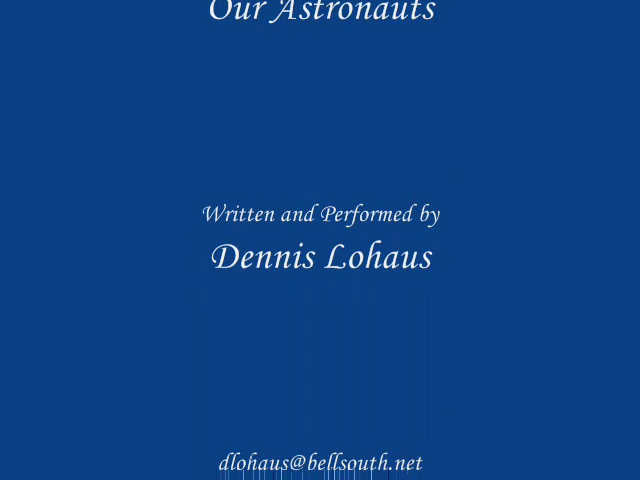 Our Astronauts
Written and Performed by
Dennis Lohaus
dlohaus@bellsouth.net